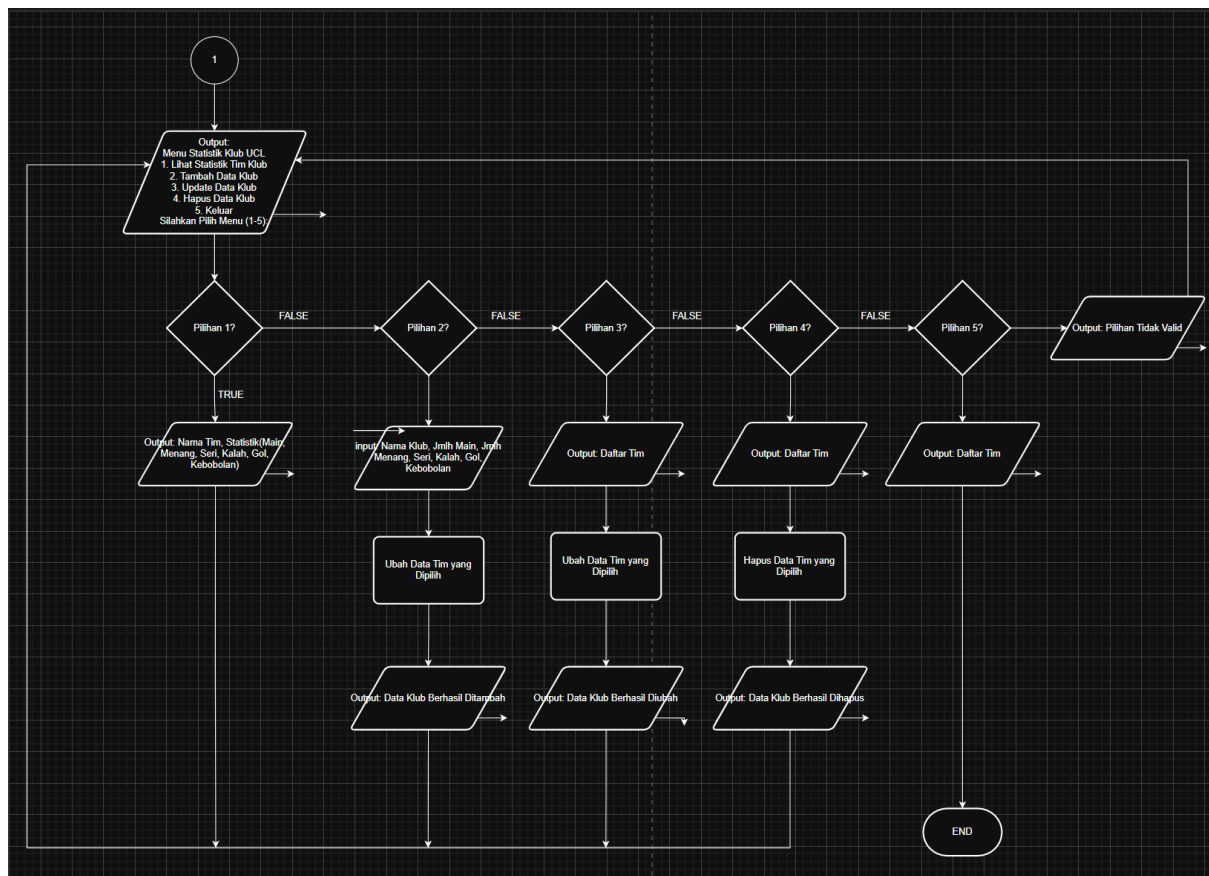 1
Output:
Menu Statistik Klub UCL
1. Lihat Statistik Tim Klub
2. Tambah Data Klub
3. Update Data Klub
4. Hapus Data Klub
5. Keluar
Silahkan Pilih Menu (1-5):
Pilihan 1?
FALSE
Pilihan 2?
FALSE
Pilihan 3?
FALSE
Pilihan 4?
FALSE
Pilihan 5?
Output: Pilihan Tidak Valid
TRUE
Output: Nama Tim, Statistik(Main,
Menang, Seri, Kalah, Gol,
Kebobolan)
input: Nama Klub, Jmlh Main, Jmlh
Menang, Seri, Kalah, Gol,
Kebobolan
Output: Daftar Tim
Output: Daftar Tim
Output: Daftar Tim
Ubah Data Tim yang
Dipilih
Ubah Data Tim yang
Dipilih
Hapus Data Tim yang
Dipilih
Output: Data Klub Berhasil Ditambah
Output: Data Klub Berhasil Diubah
Output: Data Klub Berhasil Dihapus
END